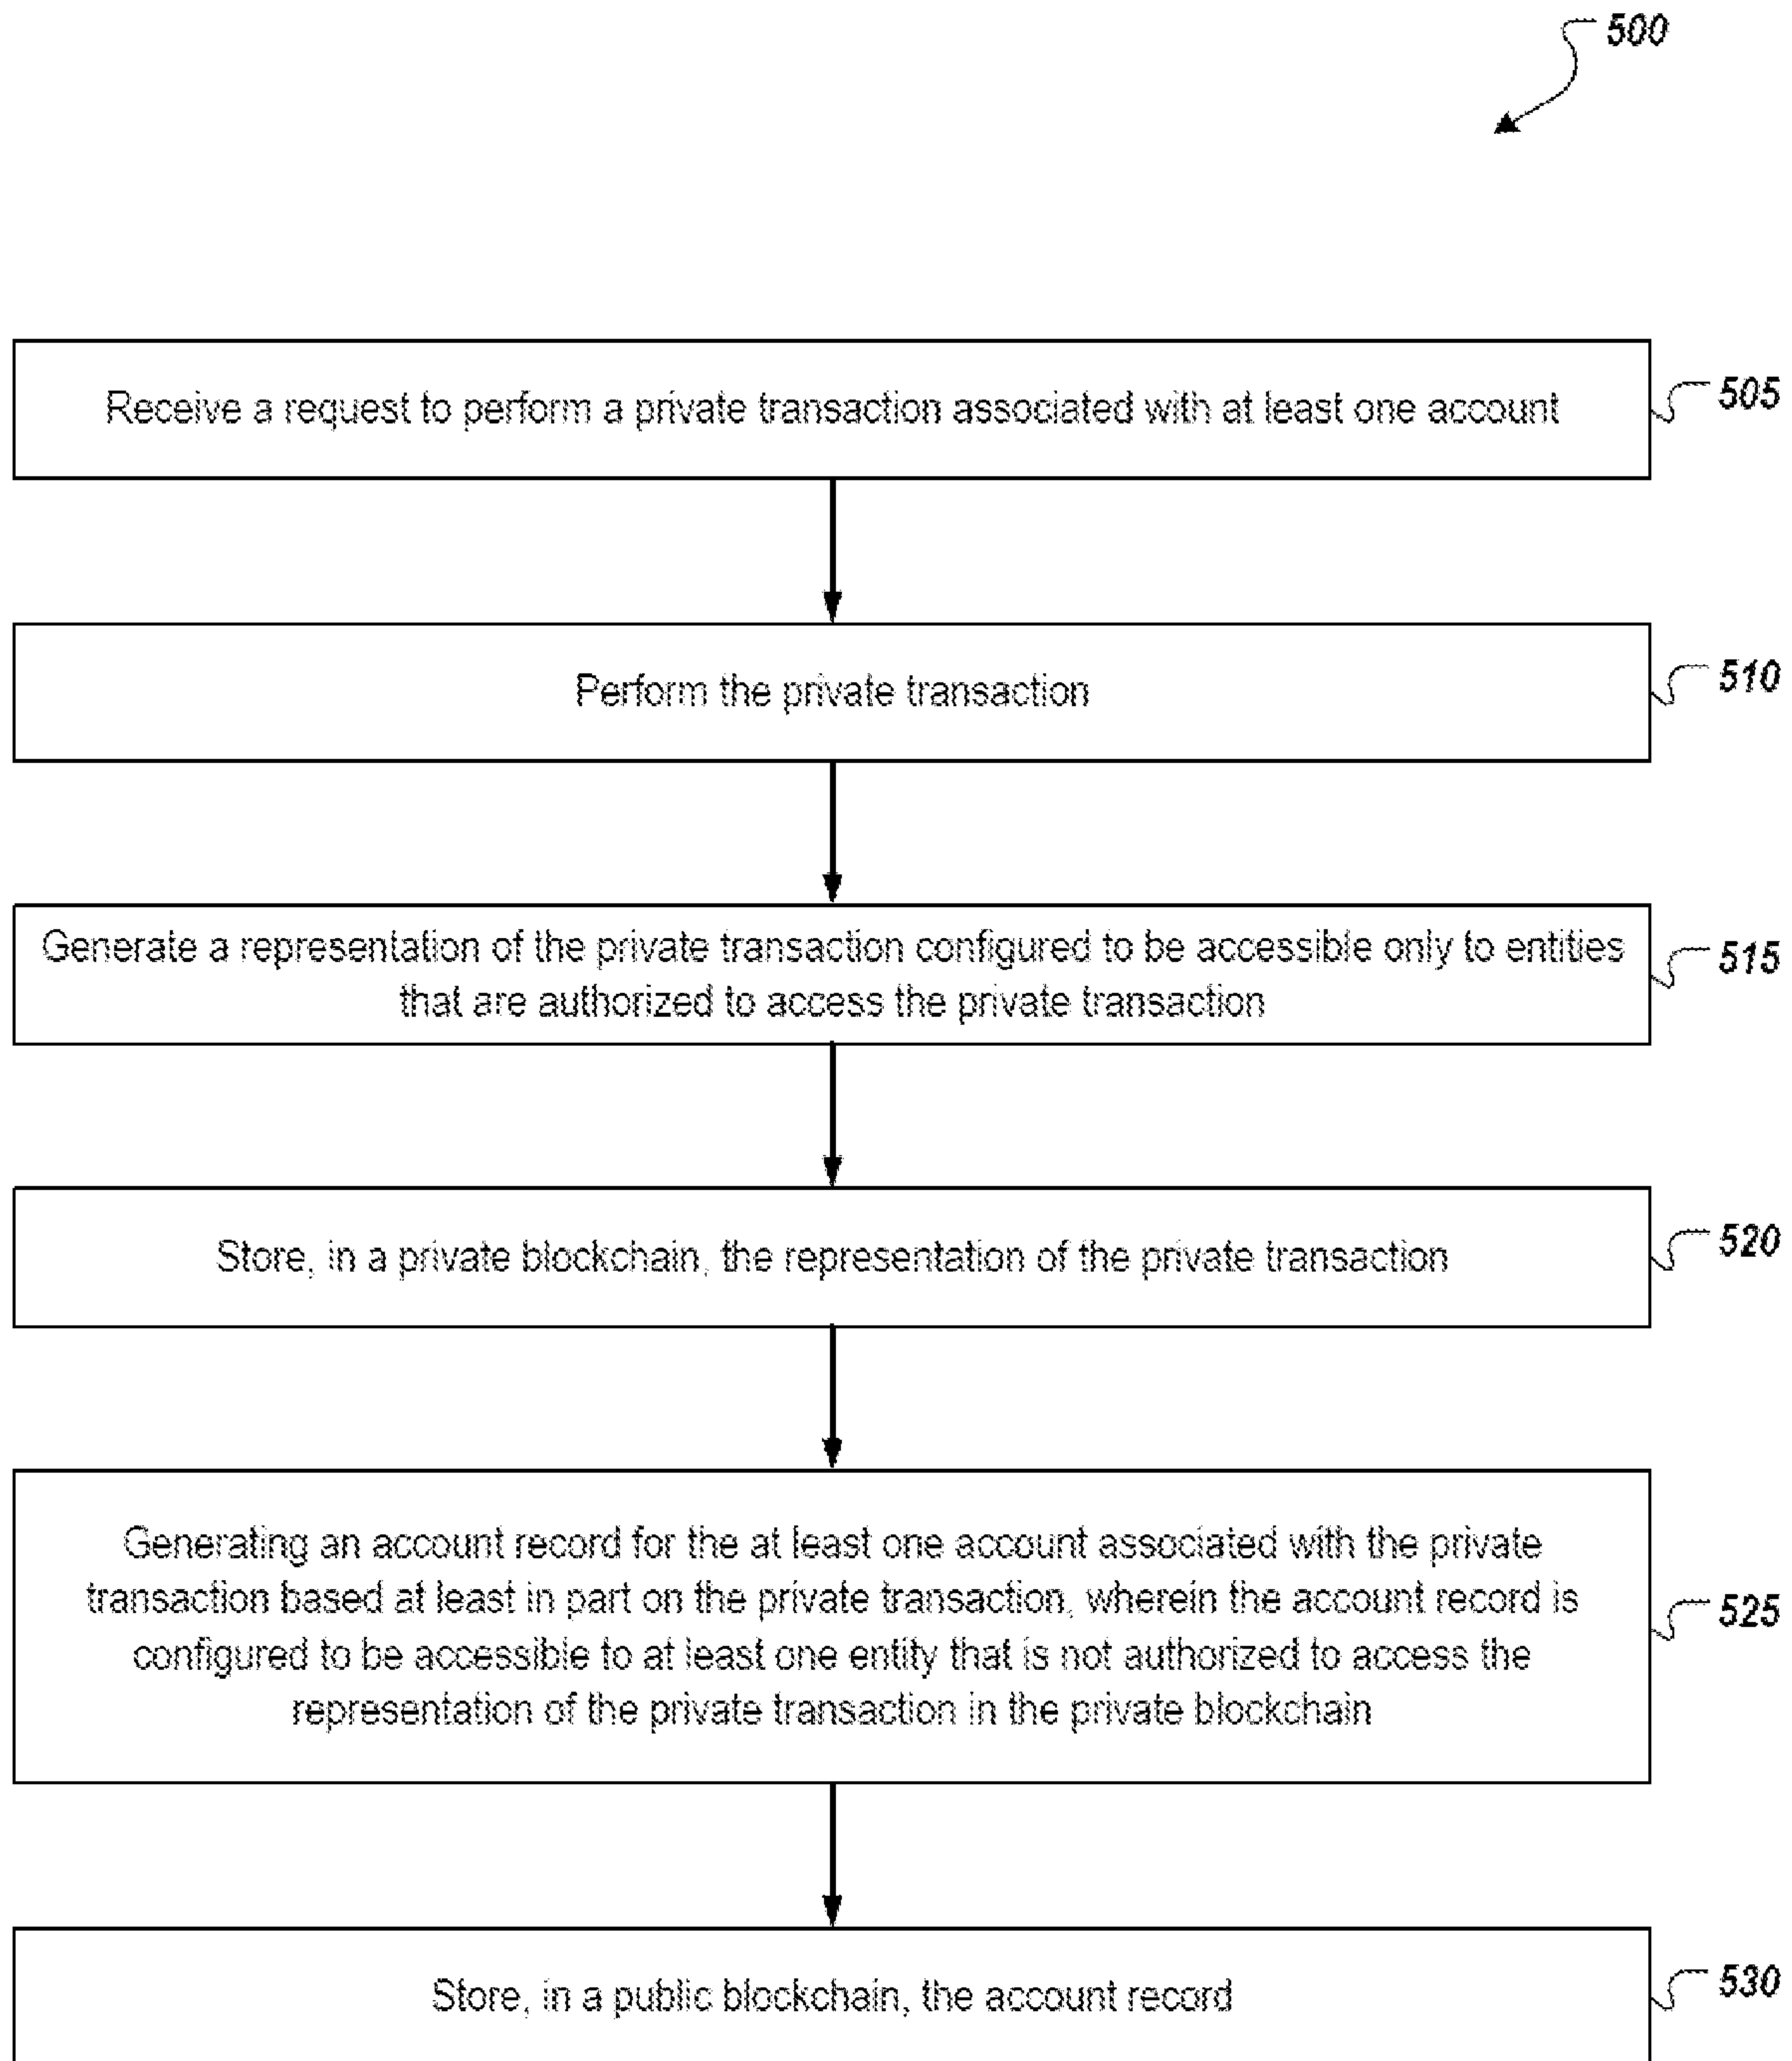 500
Receive a request to perform a private transaction associated with at least one account
505
Perform the private transaction
510
Generate a representation of the private transaction configured to be accessible only to entities
that are authorized to access the private transaction
515
Store, in a private blockchain, the representation of the private transaction
520
Generating an account record for the at least one account associated with the private
transaction based at least in part on the private transaction, wherein the account record is
configured to be accessible to at least one entity that is not authorized to access the
representation of the private transaction in the private blockchain
525
Store, in a public blockchain, the account record
530